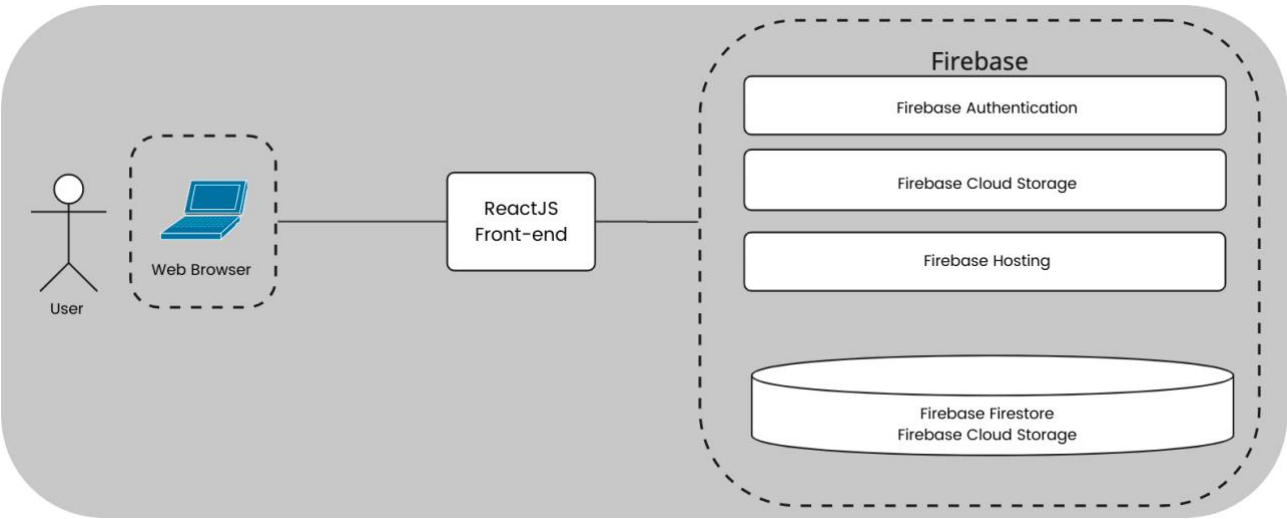 Firebase
Firebase Authentication
Firebase Cloud Storage
Firebase Hosting
Firebase Firestore
Firebase Cloud Storage
ReactJS
Front-end
Web Browser
User